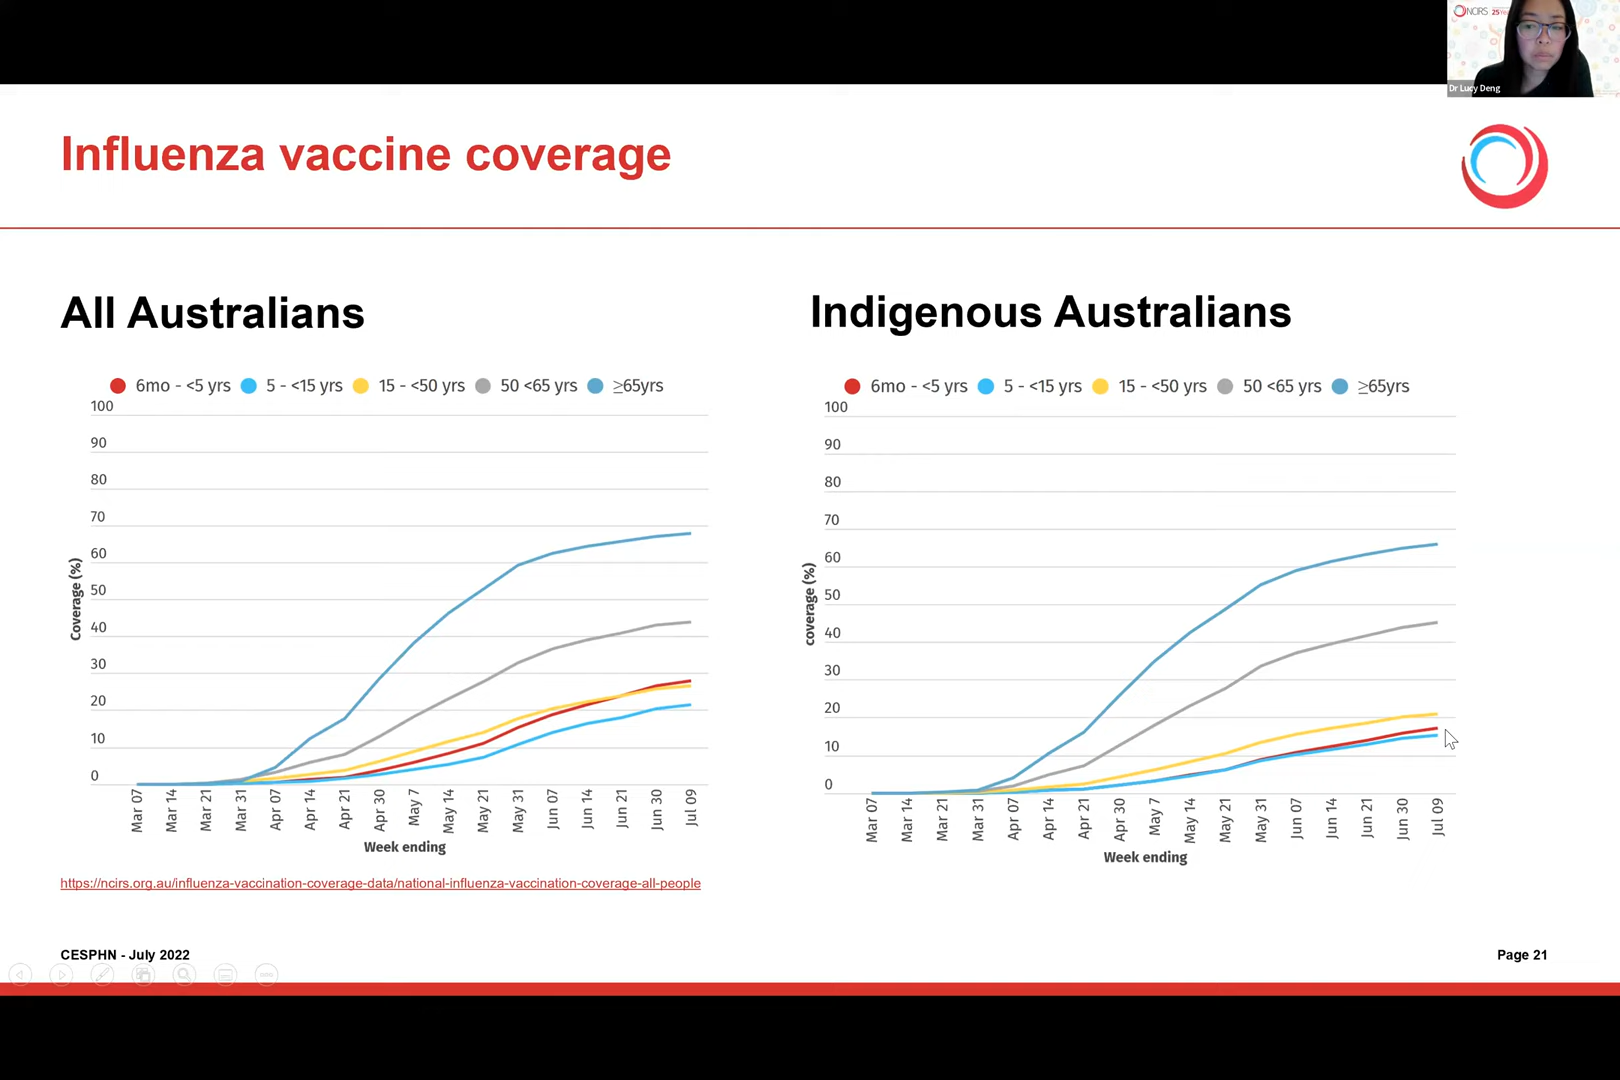 NCIRS 25
Dr Lucy Deng
Influenza vaccine coverage
All Australians
6mo - <5 yrs 5 - <15 yrs 15 - <50 yrs 50 <65 yrs ≥65yrs
100
90
80
70
60
50
40
30
20
10
0
Coverage (%)
Mar 07 Mar 14 Mar 21 Mar 31 Apr 07 Apr 14 Apr 21 Apr 30 May 7 May 14 May 21 May 31 Jun 07 Jun 14 Jun 21 Jun 30 Jul 09
Week ending
https://ncirs.org.au/influenza-vaccination-coverage-data/national-influenza-vaccination-coverage-all-people
Indigenous Australians
6mo - <5 yrs 5 - <15 yrs 15 - <50 yrs 50 <65 yrs ≥65yrs
100
90
80
70
60
50
40
30
20
10
0
coverage (%)
Mar 07 Mar 14 Mar 21 Mar 31 Apr 07 Apr 14 Apr 21 Apr 30 May 7 May 14 May 21 May 31 Jun 07 Jun 14 Jun 21 Jun 30 Jul 09
Week ending
CESPHN - July 2022
Page 21